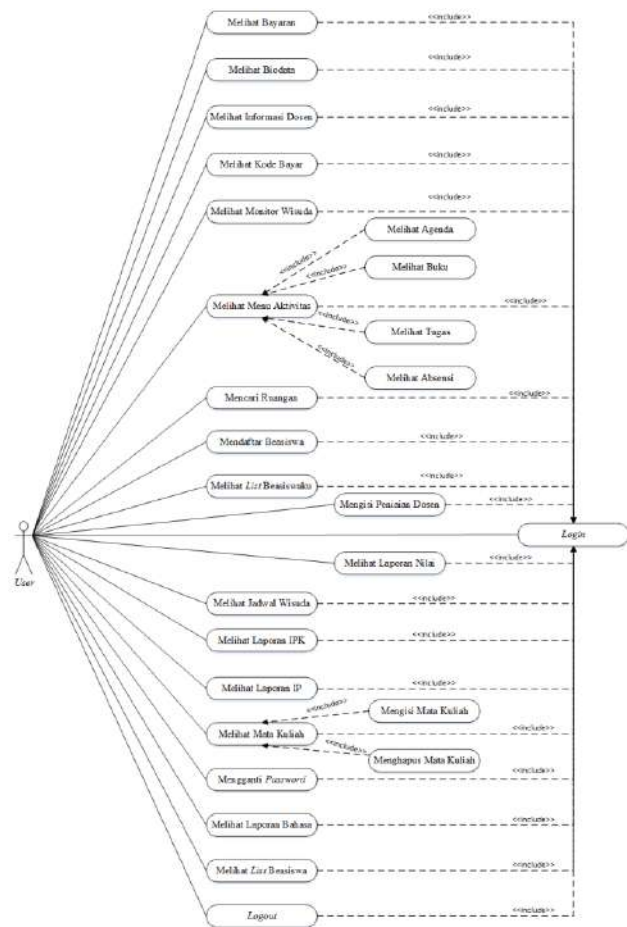 Melihat Bayaran
<<include>>
Melihat Biodata
<<include>>
Melihat Informasi Dosen
<<include>>
Melihat Kode Bayar
<<include>>
Melihat Monitor Wisuda
<<include>>
Melihat Agenda
<<include>>
Melihat Buku
<<include>>
Melihat Menu Aktivitas
<<include>>
<<include>>
Melihat Tugas
<<include>>
Melihat Absensi
Mencari Ruangan
<<include>>
Mendaftar Beasiswa
<<include>>
Melihat List Beasiswaku
<<include>>
Mengisi Penilaian Dosen
<<include>>
User
Login
Melihat Laporan Nilai
<<include>>
Melihat Jadwal Wisuda
<<include>>
Melihat Laporan IPK
<<include>>
Melihat Laporan IP
<<include>>
Mengisi Mata Kuliah
<<include>>
Melihat Mata Kuliah
<<include>>
<<include>>
Menghapus Mata Kuliah
Mengganti Password
<<include>>
Melihat Laporan Bahasa
<<include>>
Melihat List Beasiswa
<<include>>
Logout
<<include>>